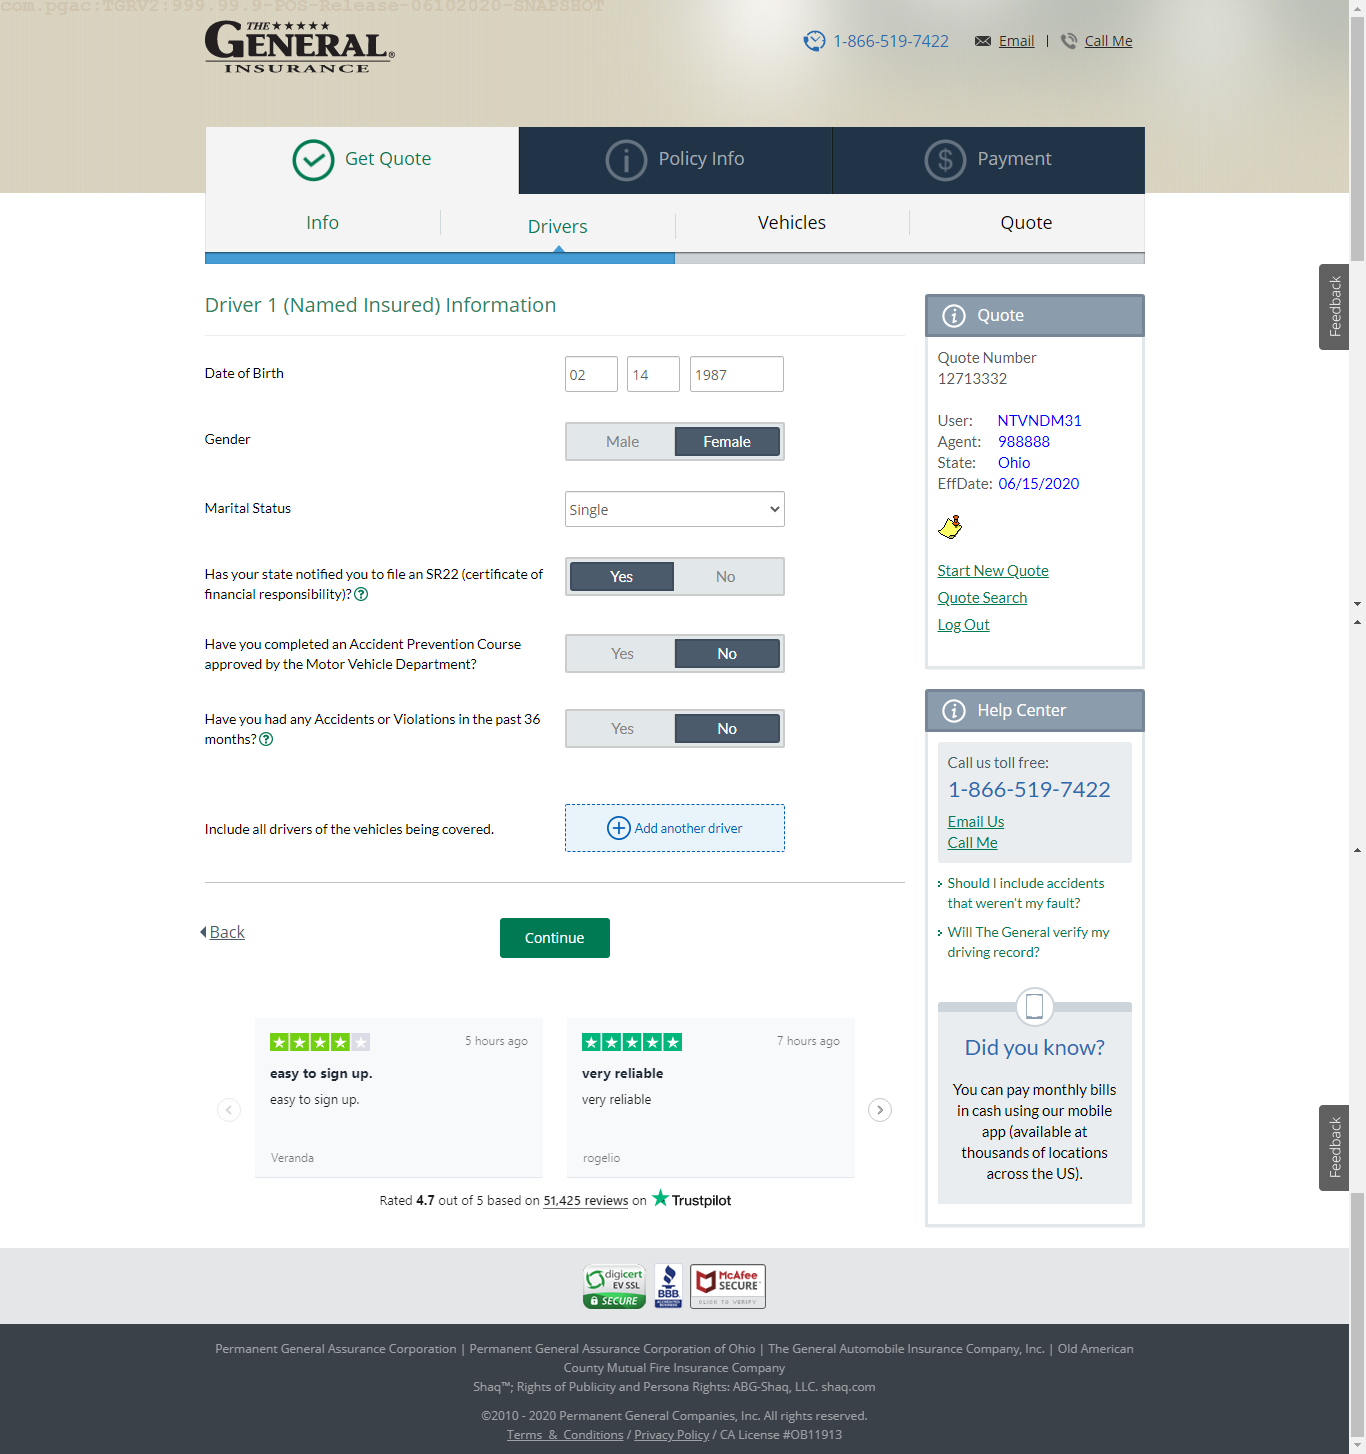 com.pgac:TGRV2:999.99.9-POS-Release-06102020-SNAPSHOT
THE
GENERAL®
INSURANCE
1-866-519-7422
Email | Call Me
Get Quote
Policy Info
Payment
Info
Drivers
Vehicles
Quote
Driver 1 (Named Insured) Information
Date of Birth
02 14 1987
Gender
Male Female
Marital Status
Single
Has your state notified you to file an SR22 (certificate of
financial responsibility)?
Yes No
Have you completed an Accident Prevention Course
approved by the Motor Vehicle Department?
Yes No
Have you had any Accidents or Violations in the past 36
months?
Yes No
Include all drivers of the vehicles being covered.
Add another driver
Back
Continue
5 hours ago
easy to sign up.
easy to sign up.
Veranda
7 hours ago
very reliable
very reliable
rogelio
Rated 4.7 out of 5 based on 51,425 reviews on Trustpilot
Quote
Quote Number
12713332
User: NTVNDM31
Agent: 988888
State: Ohio
EffDate: 06/15/2020
Start New Quote
Quote Search
Log Out
Help Center
Call us toll free:
1-866-519-7422
Email Us
Call Me
Should I include accidents
that weren't my fault?
Will The General verify my
driving record?
Did you know?
You can pay monthly bills
in cash using our mobile
app (available at
thousands of locations
across the US).
Feedback
Feedback
digicert
EV SSL
SECURE
BBB.
ACCREDITED
BUSINESS
McAfee
SECURE
CLICK TO VERIFY
Permanent General Assurance Corporation | Permanent General Assurance Corporation of Ohio | The General Automobile Insurance Company, Inc. | Old American
County Mutual Fire Insurance Company
Shaq™; Rights of Publicity and Persona Rights: ABG-Shaq, LLC. shaq.com
©2010 - 2020 Permanent General Companies, Inc. All rights reserved.
Terms & Conditions / Privacy Policy / CA License #OB11913